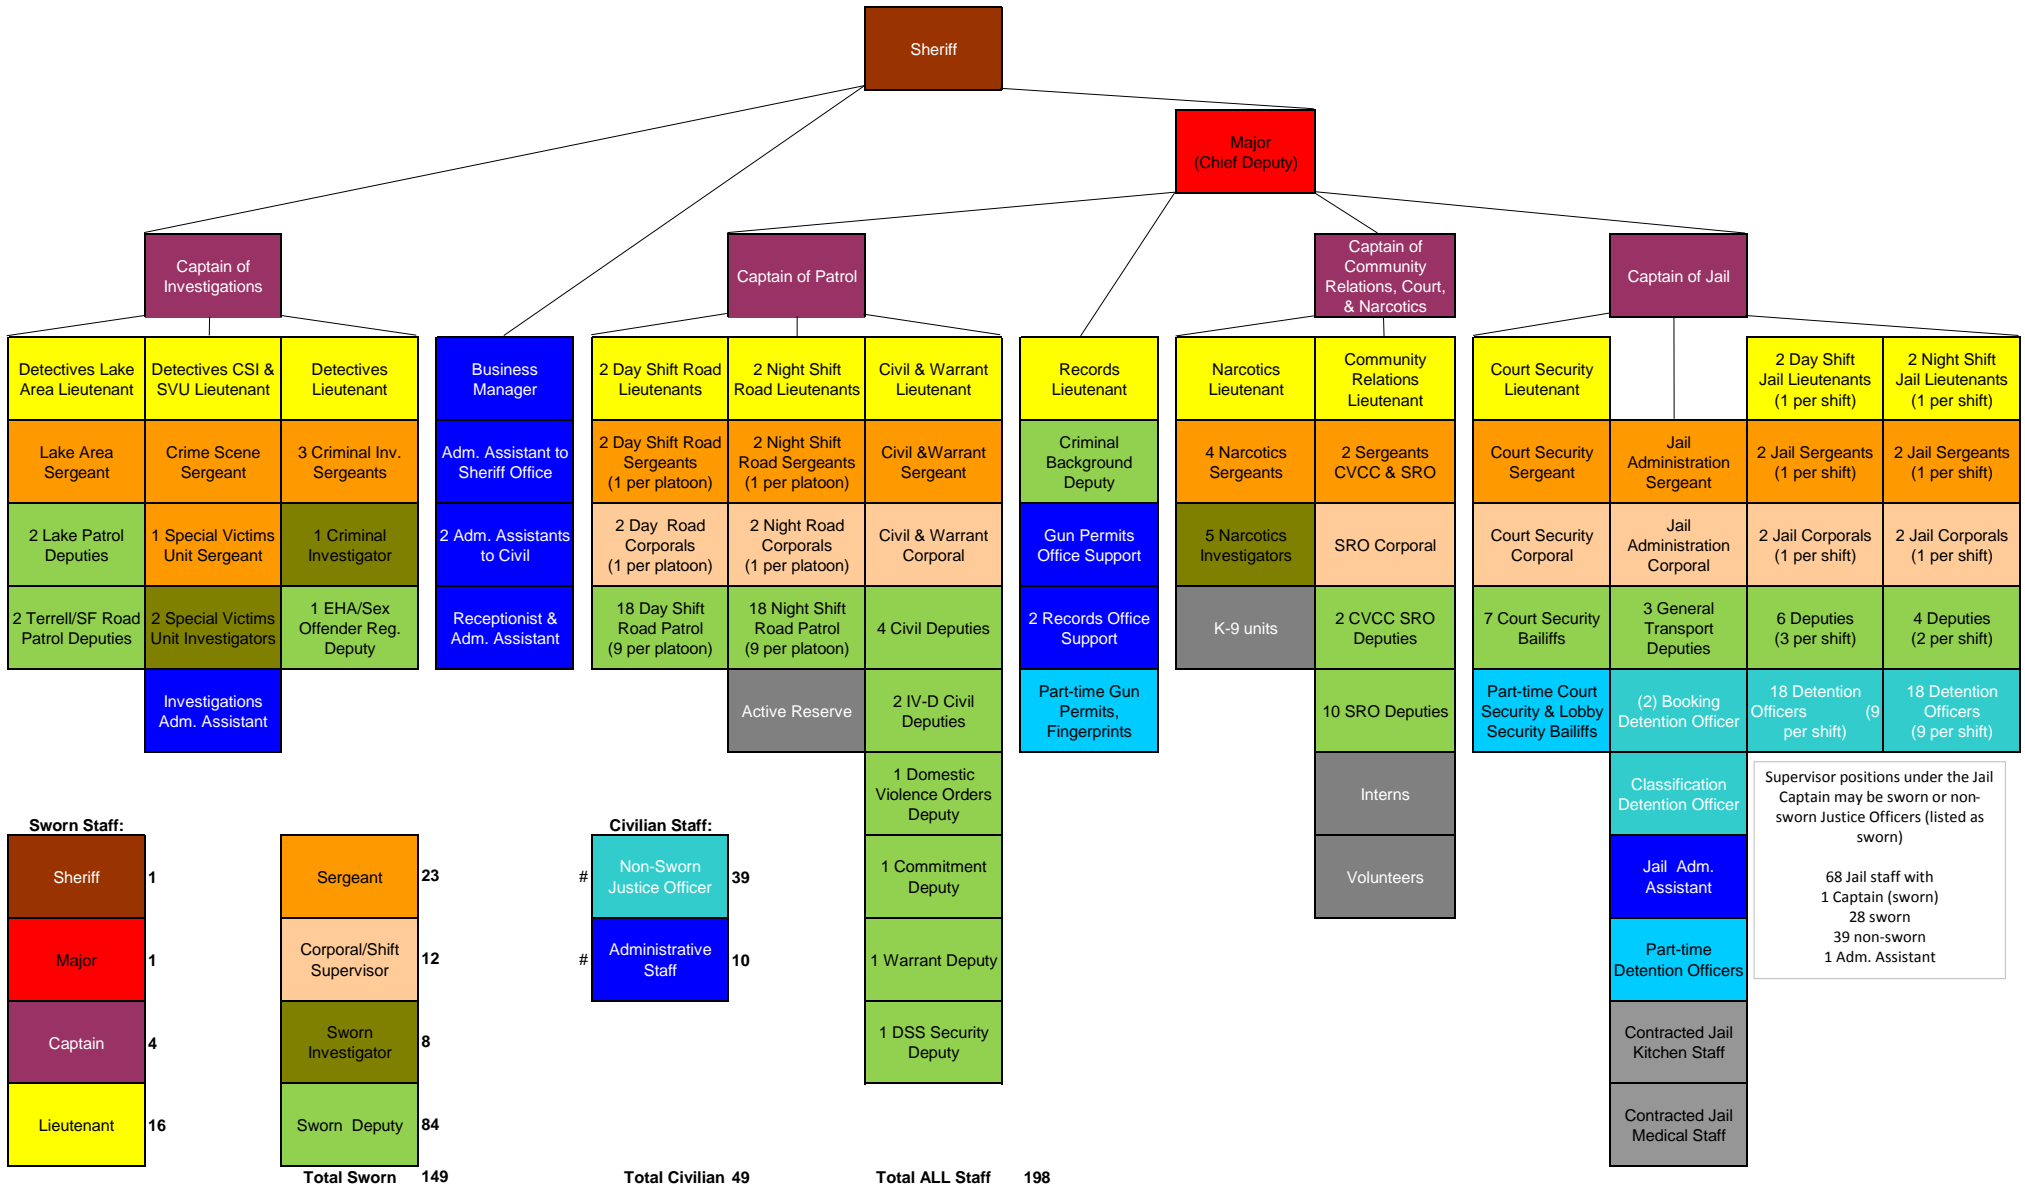 Sheriff
Major
(Chief Deputy)
Captain of
Investigations
Captain of Patrol
Captain of
Community
Relations, Court,
& Narcotics
Captain of Jail
Detectives Lake
Area Lieutenant
Detectives CSI &
SVU Lieutenant
Detectives
Lieutenant
Business
Manager
2 Day Shift Road
Lieutenants
2 Night Shift
Road Lieutenants
Civil & Warrant
Lieutenant
Records
Lieutenant
Narcotics
Lieutenant
Community
Relations
Lieutenant
Court Security
Lieutenant
2 Day Shift
Jail Lieutenants
(1 per shift)
2 Night Shift
Jail Lieutenants
(1 per shift)
Lake Area
Sergeant
Crime Scene
Sergeant
3 Criminal Inv.
Sergeants
Adm. Assistant to
Sheriff Office
2 Day Shift Road
Sergeants
(1 per platoon)
2 Night Shift
Road Sergeants
(1 per platoon)
Civil &Warrant
Sergeant
Criminal
Background
Deputy
4 Narcotics
Sergeants
2 Sergeants
CVCC & SRO
Court Security
Sergeant
Jail
Administration
Sergeant
2 Jail Sergeants
(1 per shift)
2 Jail Sergeants
(1 per shift)
2 Lake Patrol
Deputies
1 Special Victims
Unit Sergeant
1 Criminal
Investigator
2 Adm. Assistants
to Civil
2 Day Road
Corporals
(1 per platoon)
2 Night Road
Corporals
(1 per platoon)
Civil & Warrant
Corporal
Gun Permits
Office Support
5 Narcotics
Investigators
SRO Corporal
Court Security
Corporal
Jail
Administration
Corporal
2 Jail Corporals
(1 per shift)
2 Jail Corporals
(1 per shift)
2 Terrell/SF Road
Patrol Deputies
2 Special Victims
Unit Investigators
1 EHA/Sex
Offender Reg.
Deputy
Receptionist &
Adm. Assistant
18 Day Shift
Road Patrol
(9 per platoon)
18 Night Shift
Road Patrol
(9 per platoon)
4 Civil Deputies
2 Records Office
Support
K-9 units
2 CVCC SRO
Deputies
7 Court Security
Bailiffs
3 General
Transport
Deputies
6 Deputies
(3 per shift)
4 Deputies
(2 per shift)
Investigations
Adm. Assistant
Active Reserve
2 IV-D Civil
Deputies
Part-time Gun
Permits,
Fingerprints
10 SRO Deputies
Part-time Court
Security & Lobby
Security Bailiffs
(2) Booking
Detention Officer
18 Detention
Officers (9
per shift)
18 Detention
Officers
(9 per shift)
1 Domestic
Violence Orders
Deputy
Interns
Classification
Detention Officer
Supervisor positions under the Jail
Captain may be sworn or non-
sworn Justice Officers (listed as
sworn)
68 Jail staff with
1 Captain (sworn)
28 sworn
39 non-sworn
1 Adm. Assistant
Sworn Staff:
Civilian Staff:
Sheriff 1
Sergeant 23
# Non-Sworn
Justice Officer 39
1 Commitment
Deputy
Volunteers
Jail Adm.
Assistant
Major 1
Corporal/Shift
Supervisor 12
# Administrative
Staff 10
1 Warrant Deputy
Part-time
Detention Officers
Captain 4
Sworn
Investigator 8
1 DSS Security
Deputy
Contracted Jail
Kitchen Staff
Lieutenant 16
Sworn Deputy 84
Contracted Jail
Medical Staff
Total Sworn 149
Total Civilian 49
Total ALL Staff 198